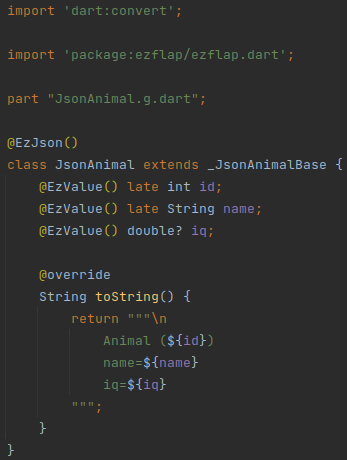 import 'dart:convert';
import 'package:ezflap/ezflap.dart';
part "JsonAnimal.g.dart";
@EzJson()
class JsonAnimal extends _JsonAnimalBase {
    @EzValue() late int id;
    @EzValue() late String name;
    @EzValue() double? iq;
    @override
    String toString() {
        return """\n
            Animal (${id})
            name=${name}
            iq=${iq}
        """;
    }
}